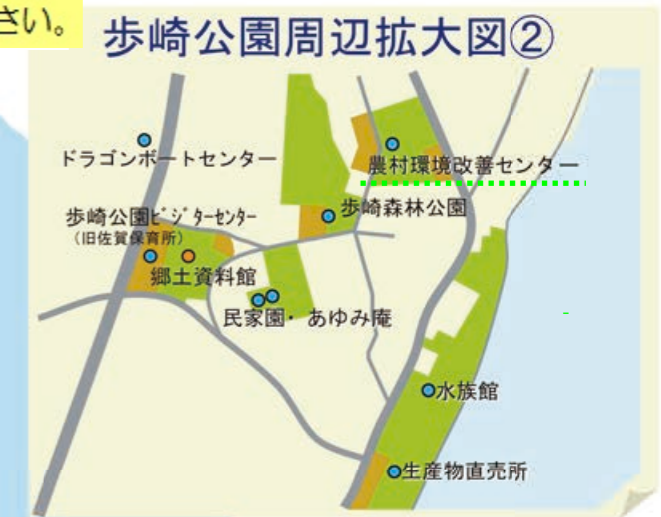 さい。
歩崎公園周辺拡大図②
ドラゴンボートセンター
農村環境改善センター
歩崎森林公園
歩崎公園ビジターセンター
（旧佐賀保育所）
郷土資料館
民家園・あゆみ庵
水族館
生産物直売所